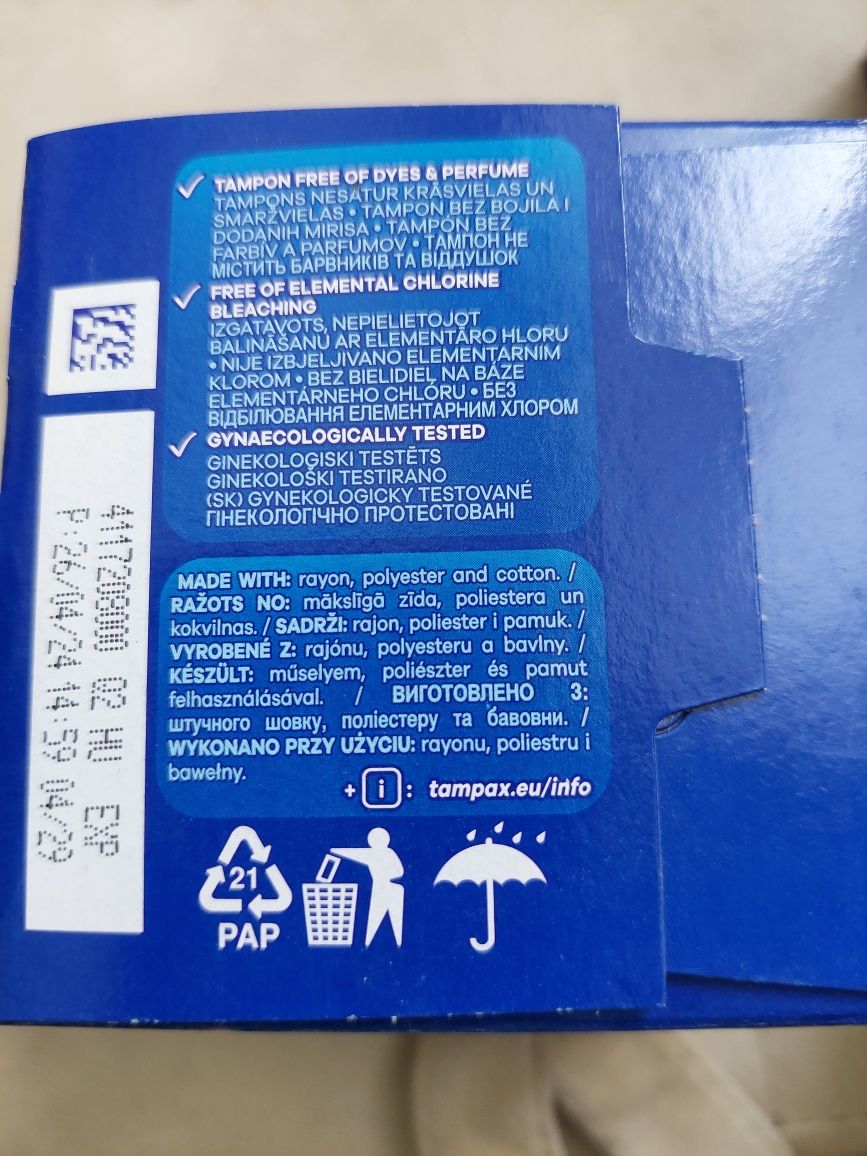 TAMPON FREE OF DYES & PERFUME
TAMPONS NESATUR KRĀSVIELAS UN
SMARŽVIELAS • TAMPON BEZ BOJILA I
DODANIH MIRISA • TAMPÓN BEZ
FARBÍV A PARFUMOV • ТАМПОН НЕ
МІСТИТЬ БАРВНИКІВ ТА ВІДДУШОК
FREE OF ELEMENTAL CHLORINE
BLEACHING
IZGATAVOTS, NEPIELIETOJOT
BALINĀŠANU AR ELEMENTĀRO HLORU
• NIJE IZBJELJIVANO ELEMENTARNIM
KLOROM • BEZ BIELIDIEL NA BÁZE
ELEMENTÁRNEHO CHLÓRU • БЕЗ
ВІДБІЛЮВАННЯ ЕЛЕМЕНТАРНИМ ХЛОРОМ
GYNAECOLOGICALLY TESTED
GINEKOLOĢISKI TESTĒTS
GINEKOLOŠKI TESTIRANO
(SK) GYNEKOLOGICKY TESTOVANÉ
ГІНЕКОЛОГІЧНО ПРОТЕСТОВАНІ
MADE WITH: rayon, polyester and cotton. /
RAŽOTS NO: mākslīgā zīda, poliestera un
kokvilnas. / SADRŽI: rajon, poliester i pamuk. /
VYROBENÉ Z: rajónu, polyesteru a bavlny. /
KÉSZÜLT: műselyem, poliészter és pamut
felhasználásával. / ВИГОТОВЛЕНО З:
штучного шовку, поліестеру та бавовни. /
WYKONANO PRZY UŻYCIU: rayonu, poliestru i
bawełny.
+ i : tampax.eu/info
21
PAP
4117209000 02 HU EXP
P:26/04/24 14:59 04/29